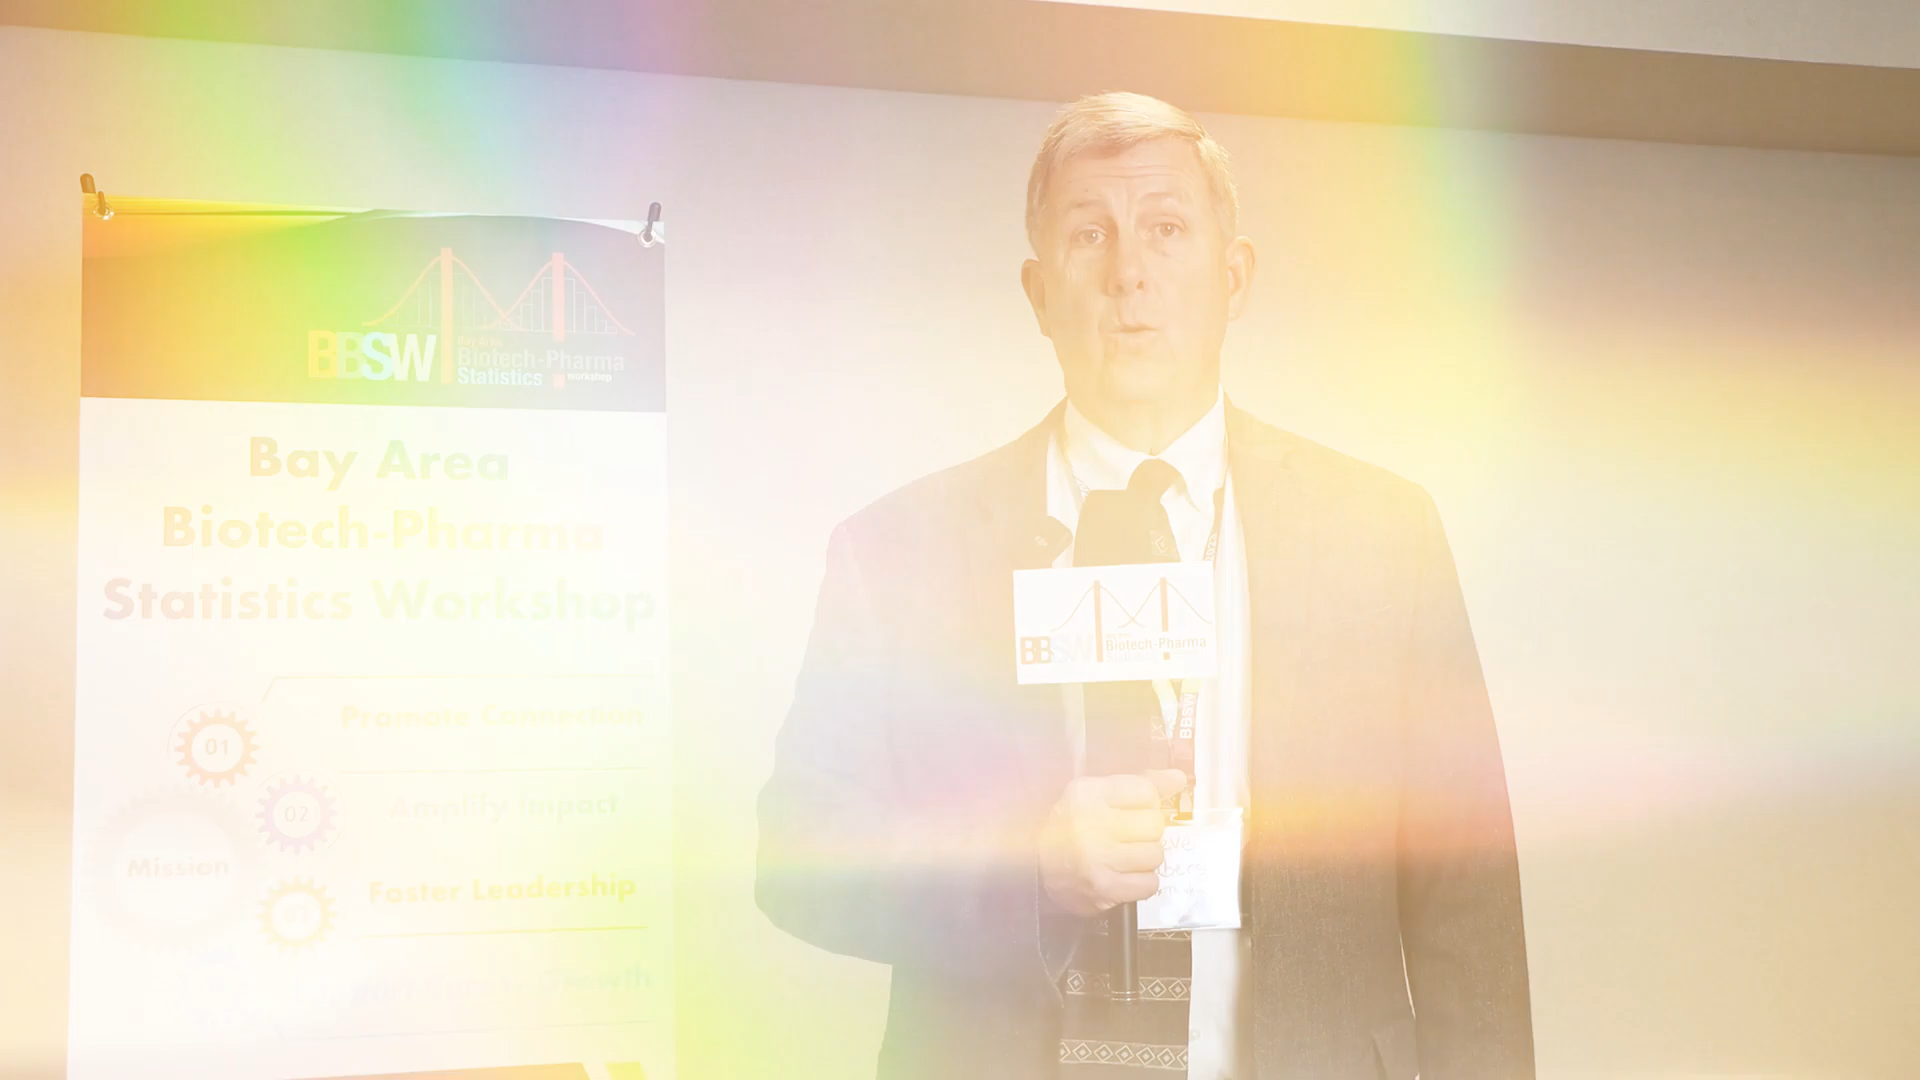 BBSW
Bay Area
Biotech-Pharma
Statistics workshop
Bay Area
Biotech-Pharma
Statistics Workshop
01
Promote Connection
02
Amplify Impact
Mission
03
Foster Leadership
Growth
BBSW
Biotech-Pharma
BBSW